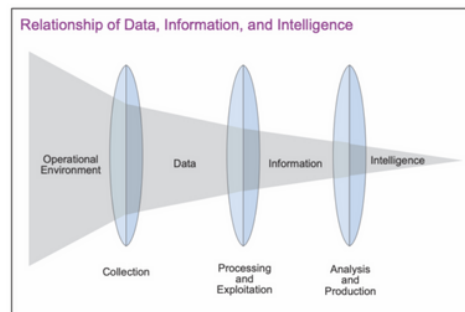 Relationship of Data, Information, and Intelligence
Operational
Environment
Data
Information
Intelligence
Collection
Processing
and
Exploitation
Analysis
and
Production